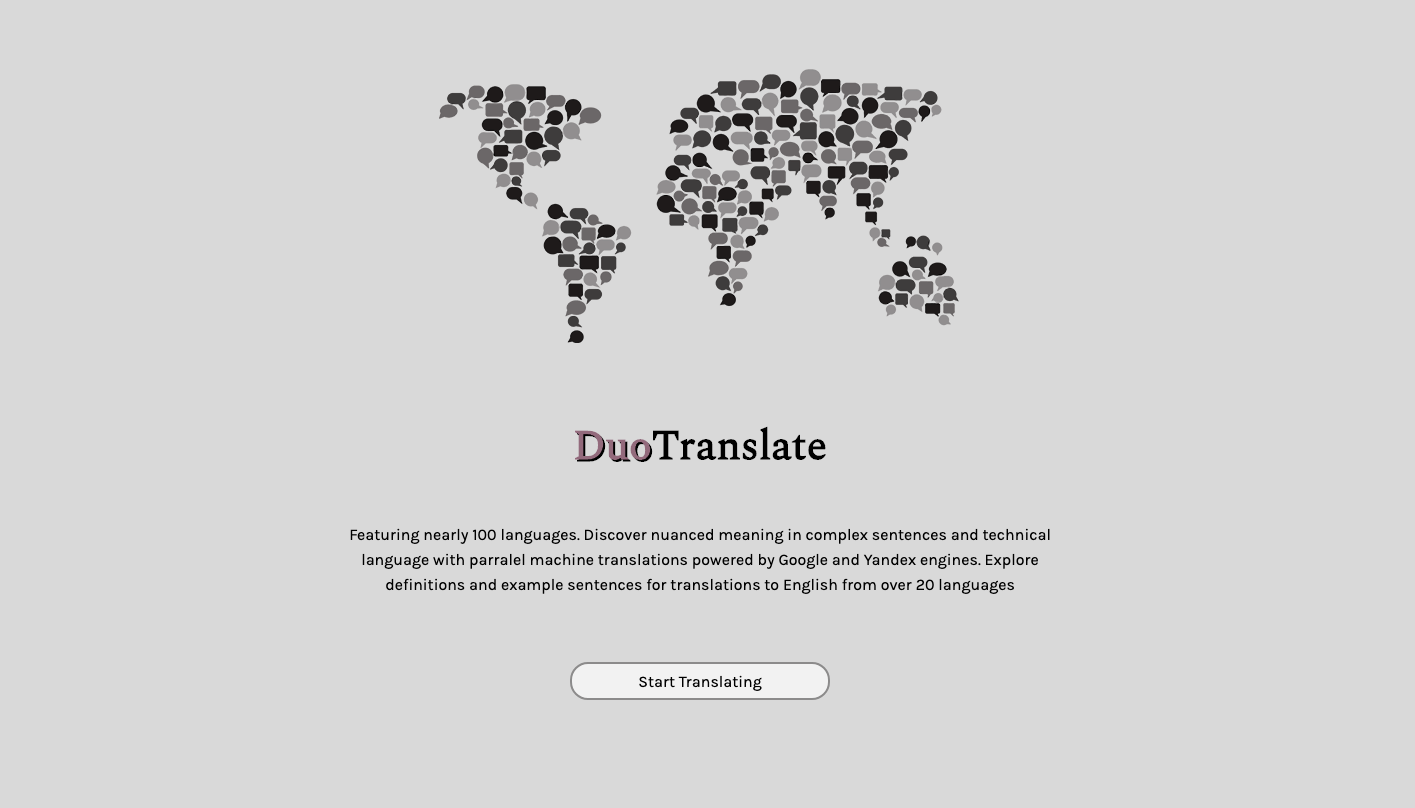 DuoTranslate
Featuring nearly 100 languages. Discover nuanced meaning in complex sentences and technical
language with parralel machine translations powered by Google and Yandex engines. Explore
definitions and example sentences for translations to English from over 20 languages
Start Translating